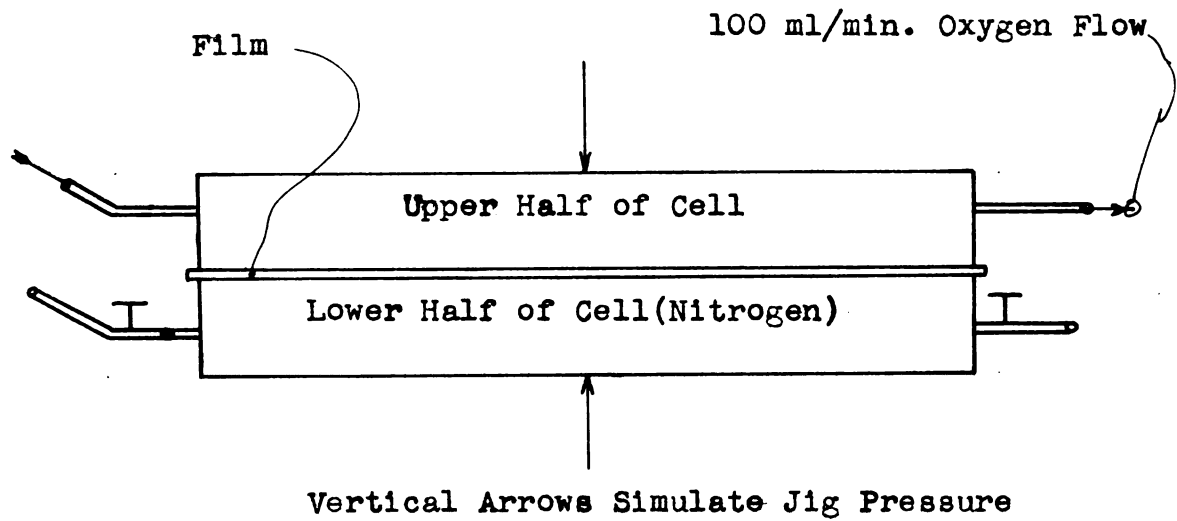 100 ml/min. Oxygen Flow
Film
Upper Half of Cell
Lower Half of Cell(Nitrogen)
Vertical Arrows Simulate Jig Pressure